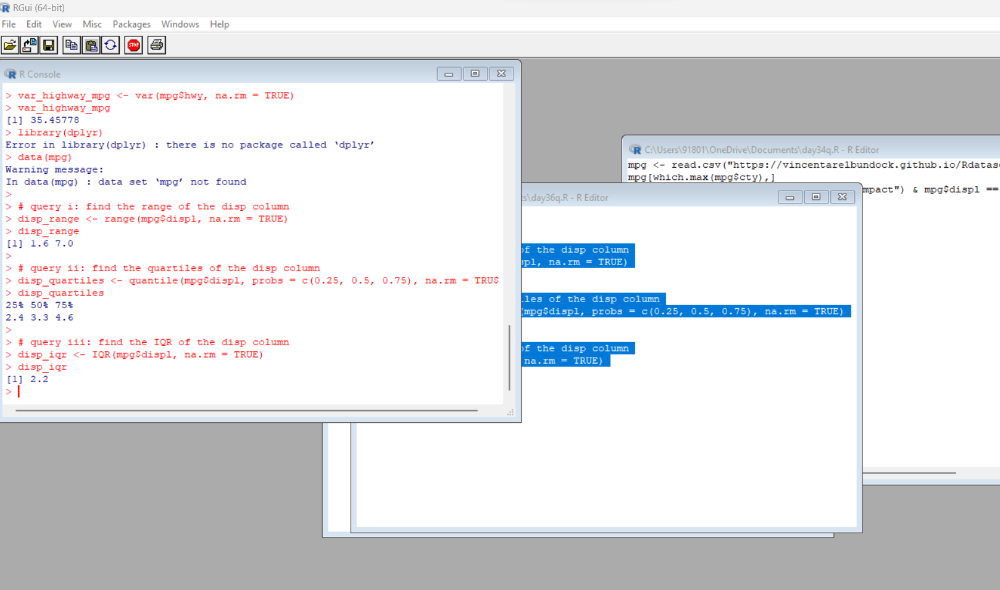 RGui (64-bit)
File Edit View Misc Packages Windows Help
STOP
R Console
> var_highway_mpg <- var(mpg$hwy, na.rm = TRUE)
> var_highway_mpg
[1] 35.45778
> library(dplyr)
Error in library(dplyr) : there is no package called ‘dplyr’
> data(mpg)
Warning message:
In data(mpg) : data set ‘mpg’ not found
>
> # query i: find the range of the disp column
> disp_range <- range(mpg$displ, na.rm = TRUE)
> disp_range
[1] 1.6 7.0
>
> # query ii: find the quartiles of the disp column
> disp_quartiles <- quantile(mpg$displ, probs = c(0.25, 0.5, 0.75), na.rm = TRU$
> disp_quartiles
25% 50% 75%
2.4 3.3 4.6
>
> # query iii: find the IQR of the disp column
> disp_iqr <- IQR(mpg$displ, na.rm = TRUE)
> disp_iqr
[1] 2.2
>
C:\Users\91801\OneDrive\Documents\day34q.R - R Editor
mpg <- read.csv("https://vincentarelbundock.github.io/Rdatas
mpg[which.max(mpg$cty),]
mpact") & mpg$displ ==
ts\day36q.R - R Editor
of the disp column
spl, na.rm = TRUE)
les of the disp column
(mpg$displ, probs = c(0.25, 0.5, 0.75), na.rm = TRUE)
of the disp column
na.rm = TRUE)